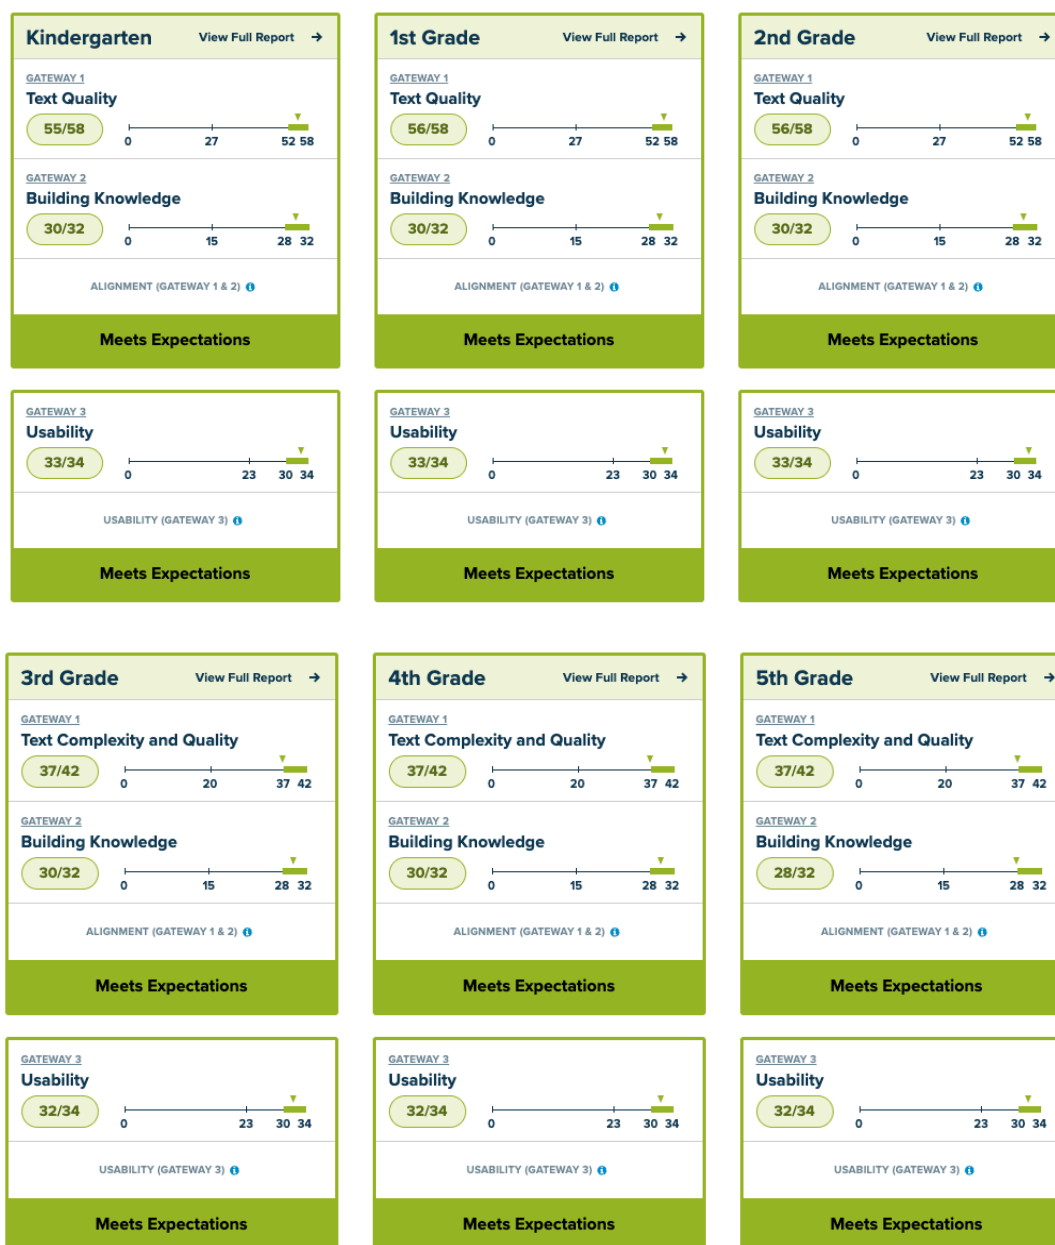 Kindergarten View Full Report →
GATEWAY 1
Text Quality
55/58
0 27 52 58
GATEWAY 2
Building Knowledge
30/32
0 15 28 32
ALIGNMENT (GATEWAY 1 & 2)
Meets Expectations
GATEWAY 3
Usability
33/34
0 23 30 34
USABILITY (GATEWAY 3)
Meets Expectations
1st Grade View Full Report →
GATEWAY 1
Text Quality
56/58
0 27 52 58
GATEWAY 2
Building Knowledge
30/32
0 15 28 32
ALIGNMENT (GATEWAY 1 & 2)
Meets Expectations
GATEWAY 3
Usability
33/34
0 23 30 34
USABILITY (GATEWAY 3)
Meets Expectations
2nd Grade View Full Report →
GATEWAY 1
Text Quality
56/58
0 27 52 58
GATEWAY 2
Building Knowledge
30/32
0 15 28 32
ALIGNMENT (GATEWAY 1 & 2)
Meets Expectations
GATEWAY 3
Usability
33/34
0 23 30 34
USABILITY (GATEWAY 3)
Meets Expectations
3rd Grade View Full Report →
GATEWAY 1
Text Complexity and Quality
37/42
0 20 37 42
GATEWAY 2
Building Knowledge
30/32
0 15 28 32
ALIGNMENT (GATEWAY 1 & 2)
Meets Expectations
GATEWAY 3
Usability
32/34
0 23 30 34
USABILITY (GATEWAY 3)
Meets Expectations
4th Grade View Full Report →
GATEWAY 1
Text Complexity and Quality
37/42
0 20 37 42
GATEWAY 2
Building Knowledge
30/32
0 15 28 32
ALIGNMENT (GATEWAY 1 & 2)
Meets Expectations
GATEWAY 3
Usability
32/34
0 23 30 34
USABILITY (GATEWAY 3)
Meets Expectations
5th Grade View Full Report →
GATEWAY 1
Text Complexity and Quality
37/42
0 20 37 42
GATEWAY 2
Building Knowledge
28/32
0 15 28 32
ALIGNMENT (GATEWAY 1 & 2)
Meets Expectations
GATEWAY 3
Usability
32/34
0 23 30 34
USABILITY (GATEWAY 3)
Meets Expectations